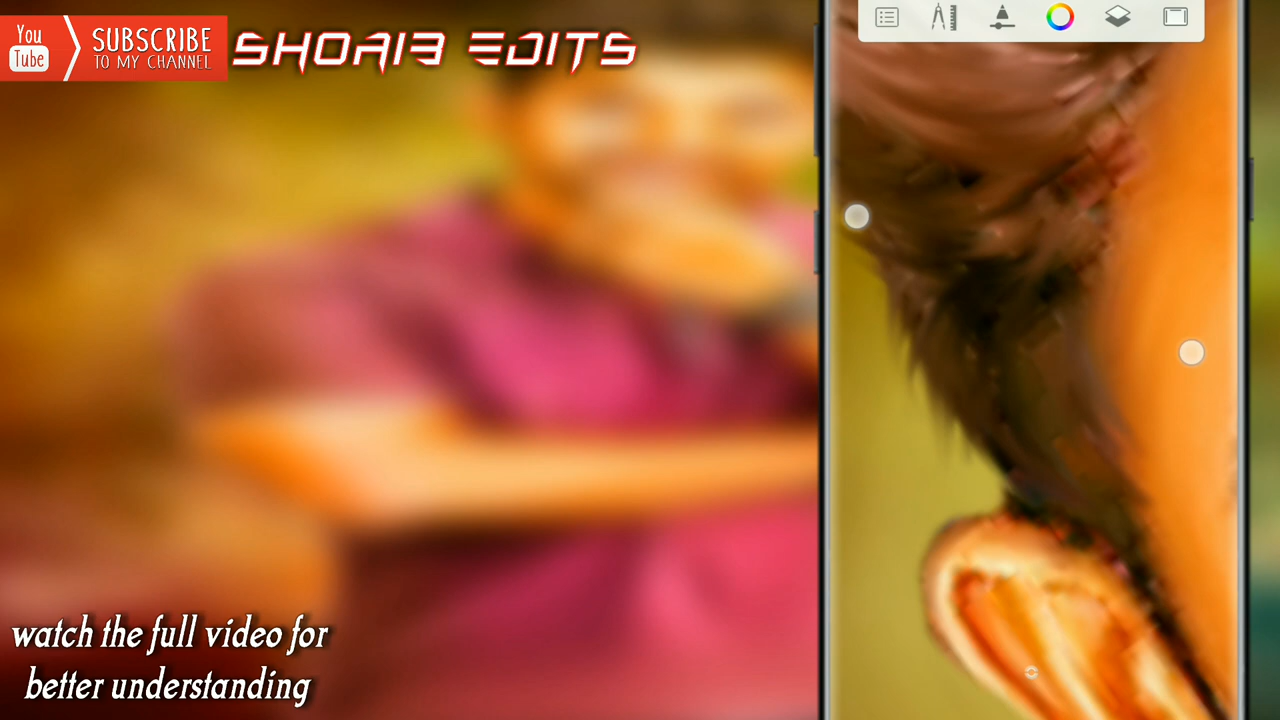 You
Tube
SUBSCRIBE
TO MY CHANNEL
SHOAIB EDITS
watch the full video for
better understanding